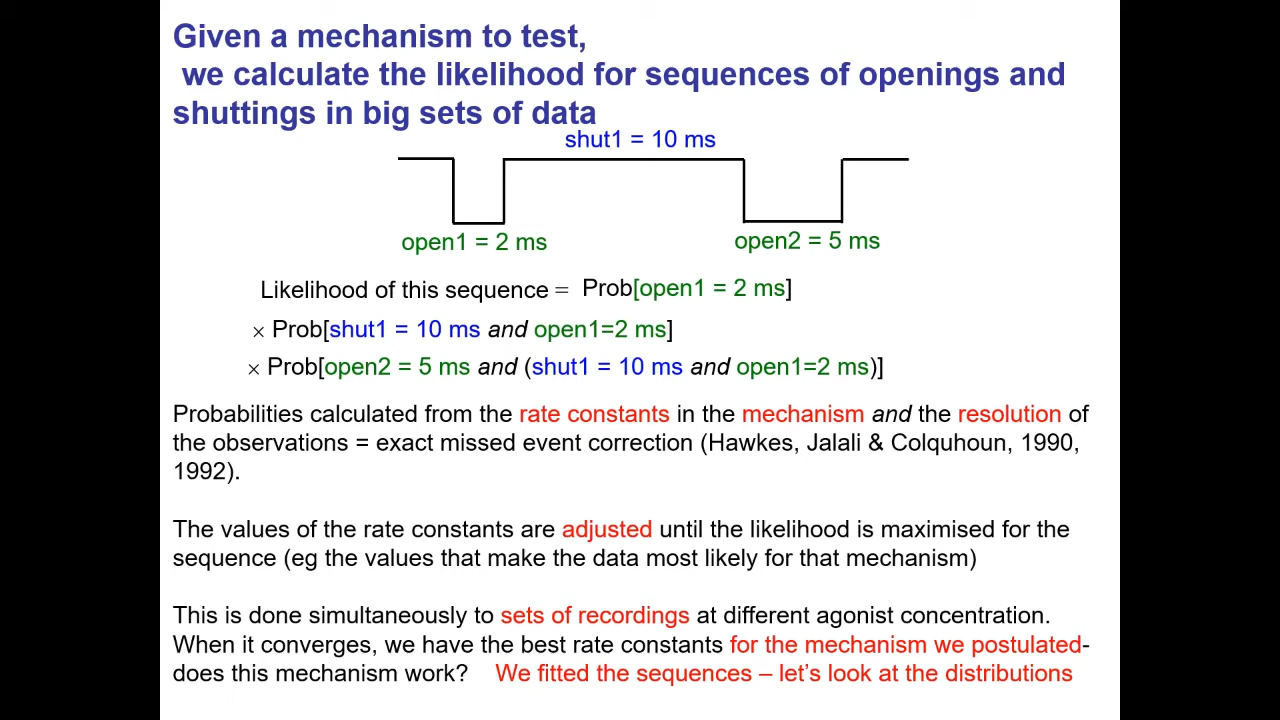 Given a mechanism to test,
we calculate the likelihood for sequences of openings and
shuttings in big sets of data
shut1 = 10 ms
open1 = 2 ms
open2 = 5 ms
Likelihood of this sequence = Prob[open1 = 2 ms]
× Prob[shut1 = 10 ms and open1=2 ms]
× Prob[open2 = 5 ms and (shut1 = 10 ms and open1=2 ms)]
Probabilities calculated from the rate constants in the mechanism and the resolution of
the observations = exact missed event correction (Hawkes, Jalali & Colquhoun, 1990,
1992).
The values of the rate constants are adjusted until the likelihood is maximised for the
sequence (eg the values that make the data most likely for that mechanism)
This is done simultaneously to sets of recordings at different agonist concentration.
When it converges, we have the best rate constants for the mechanism we postulated-
does this mechanism work? We fitted the sequences – let's look at the distributions